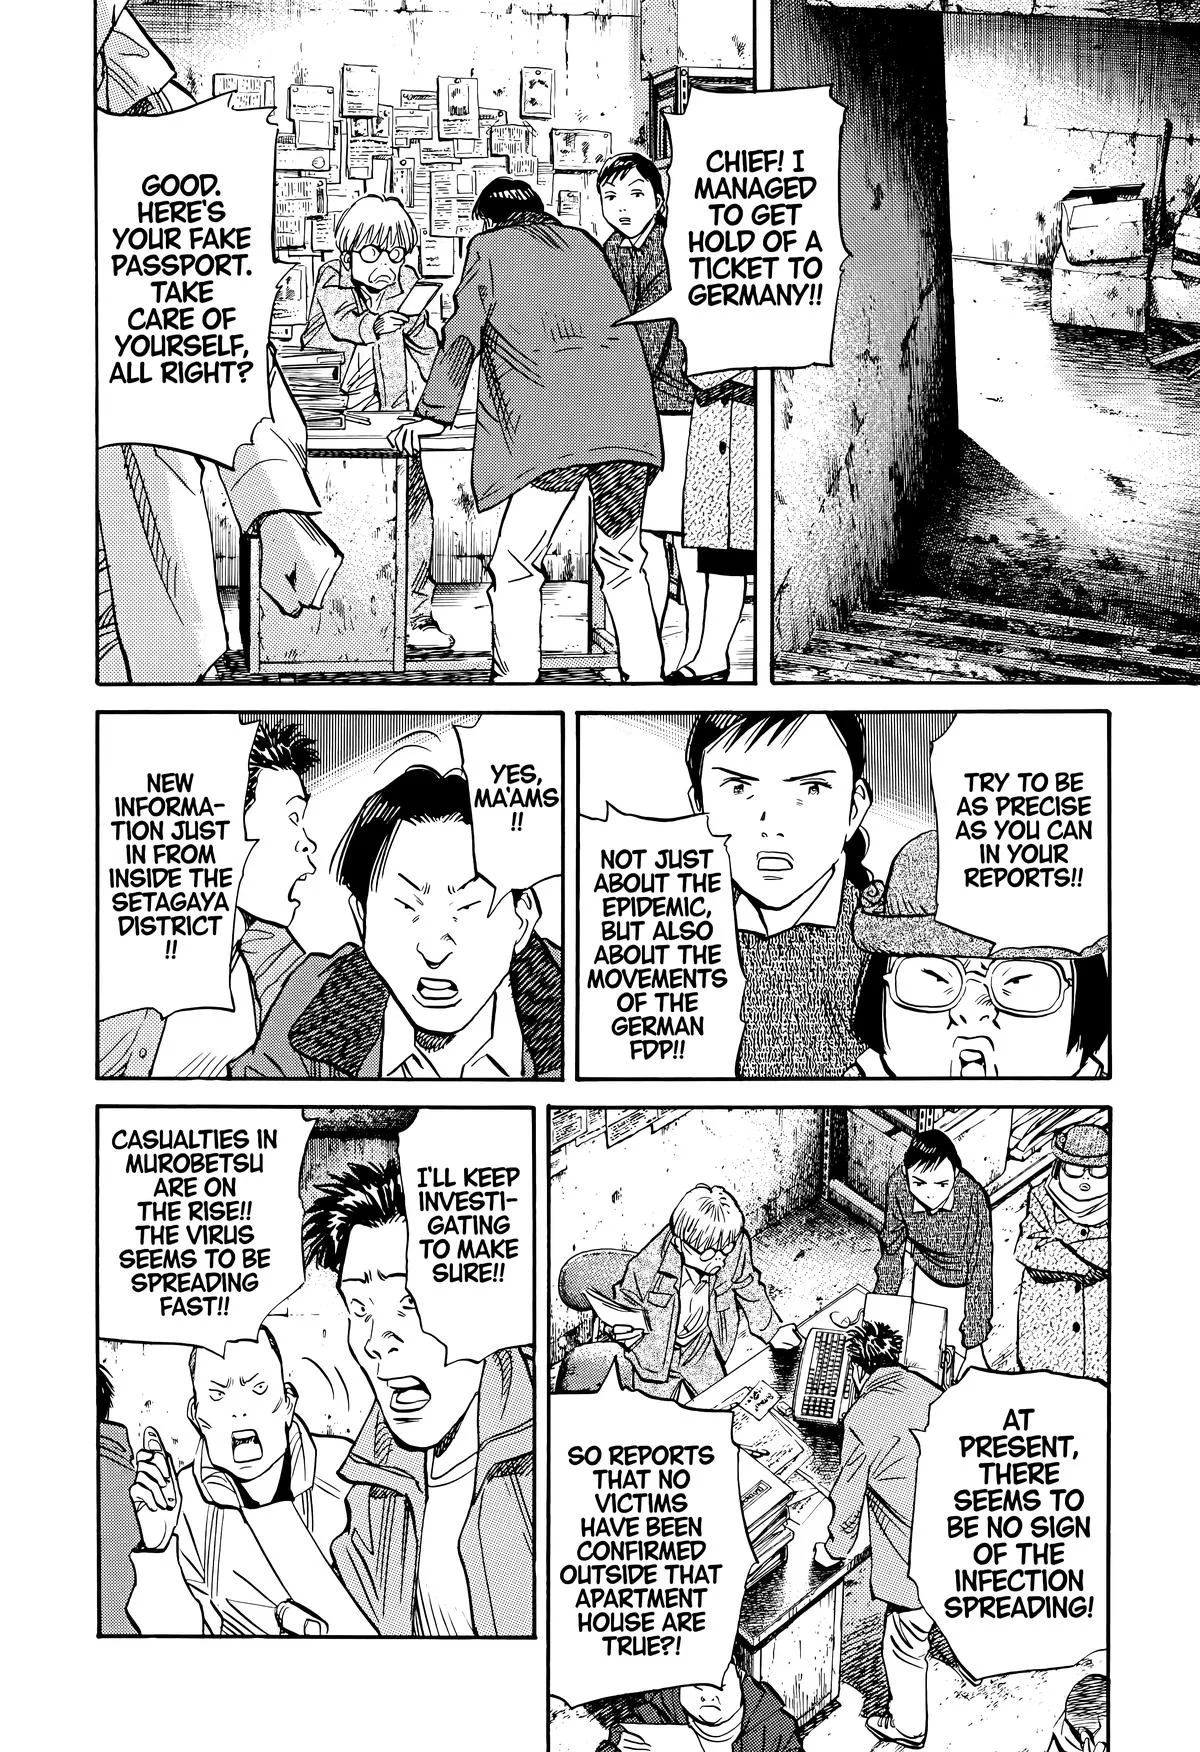 CHIEF! I
MANAGED
TO GET
HOLD OF A
TICKET TO
GERMANY!!
GOOD.
HERE'S
YOUR FAKE
PASSPORT.
TAKE
CARE OF
YOURSELF,
ALL RIGHT?
TRY TO BE
AS PRECISE
AS YOU CAN
IN YOUR
REPORTS!!
NOT JUST
ABOUT THE
EPIDEMIC,
BUT ALSO
ABOUT THE
MOVEMENTS
OF THE
GERMAN
FDP!!
YES,
MA'AMS
!!
NEW
INFORMA-
TION JUST
IN FROM
INSIDE THE
SETAGAYA
DISTRICT
!!
AT
PRESENT,
THERE
SEEMS TO
BE NO SIGN
OF THE
INFECTION
SPREADING!
SO REPORTS
THAT NO
VICTIMS
HAVE BEEN
CONFIRMED
OUTSIDE THAT
APARTMENT
HOUSE ARE
TRUE?!
I'LL KEEP
INVESTI-
GATING
TO MAKE
SURE!!
CASUALTIES IN
MUROBETSU
ARE ON
THE RISE!!
THE VIRUS
SEEMS TO BE
SPREADING
FAST!!